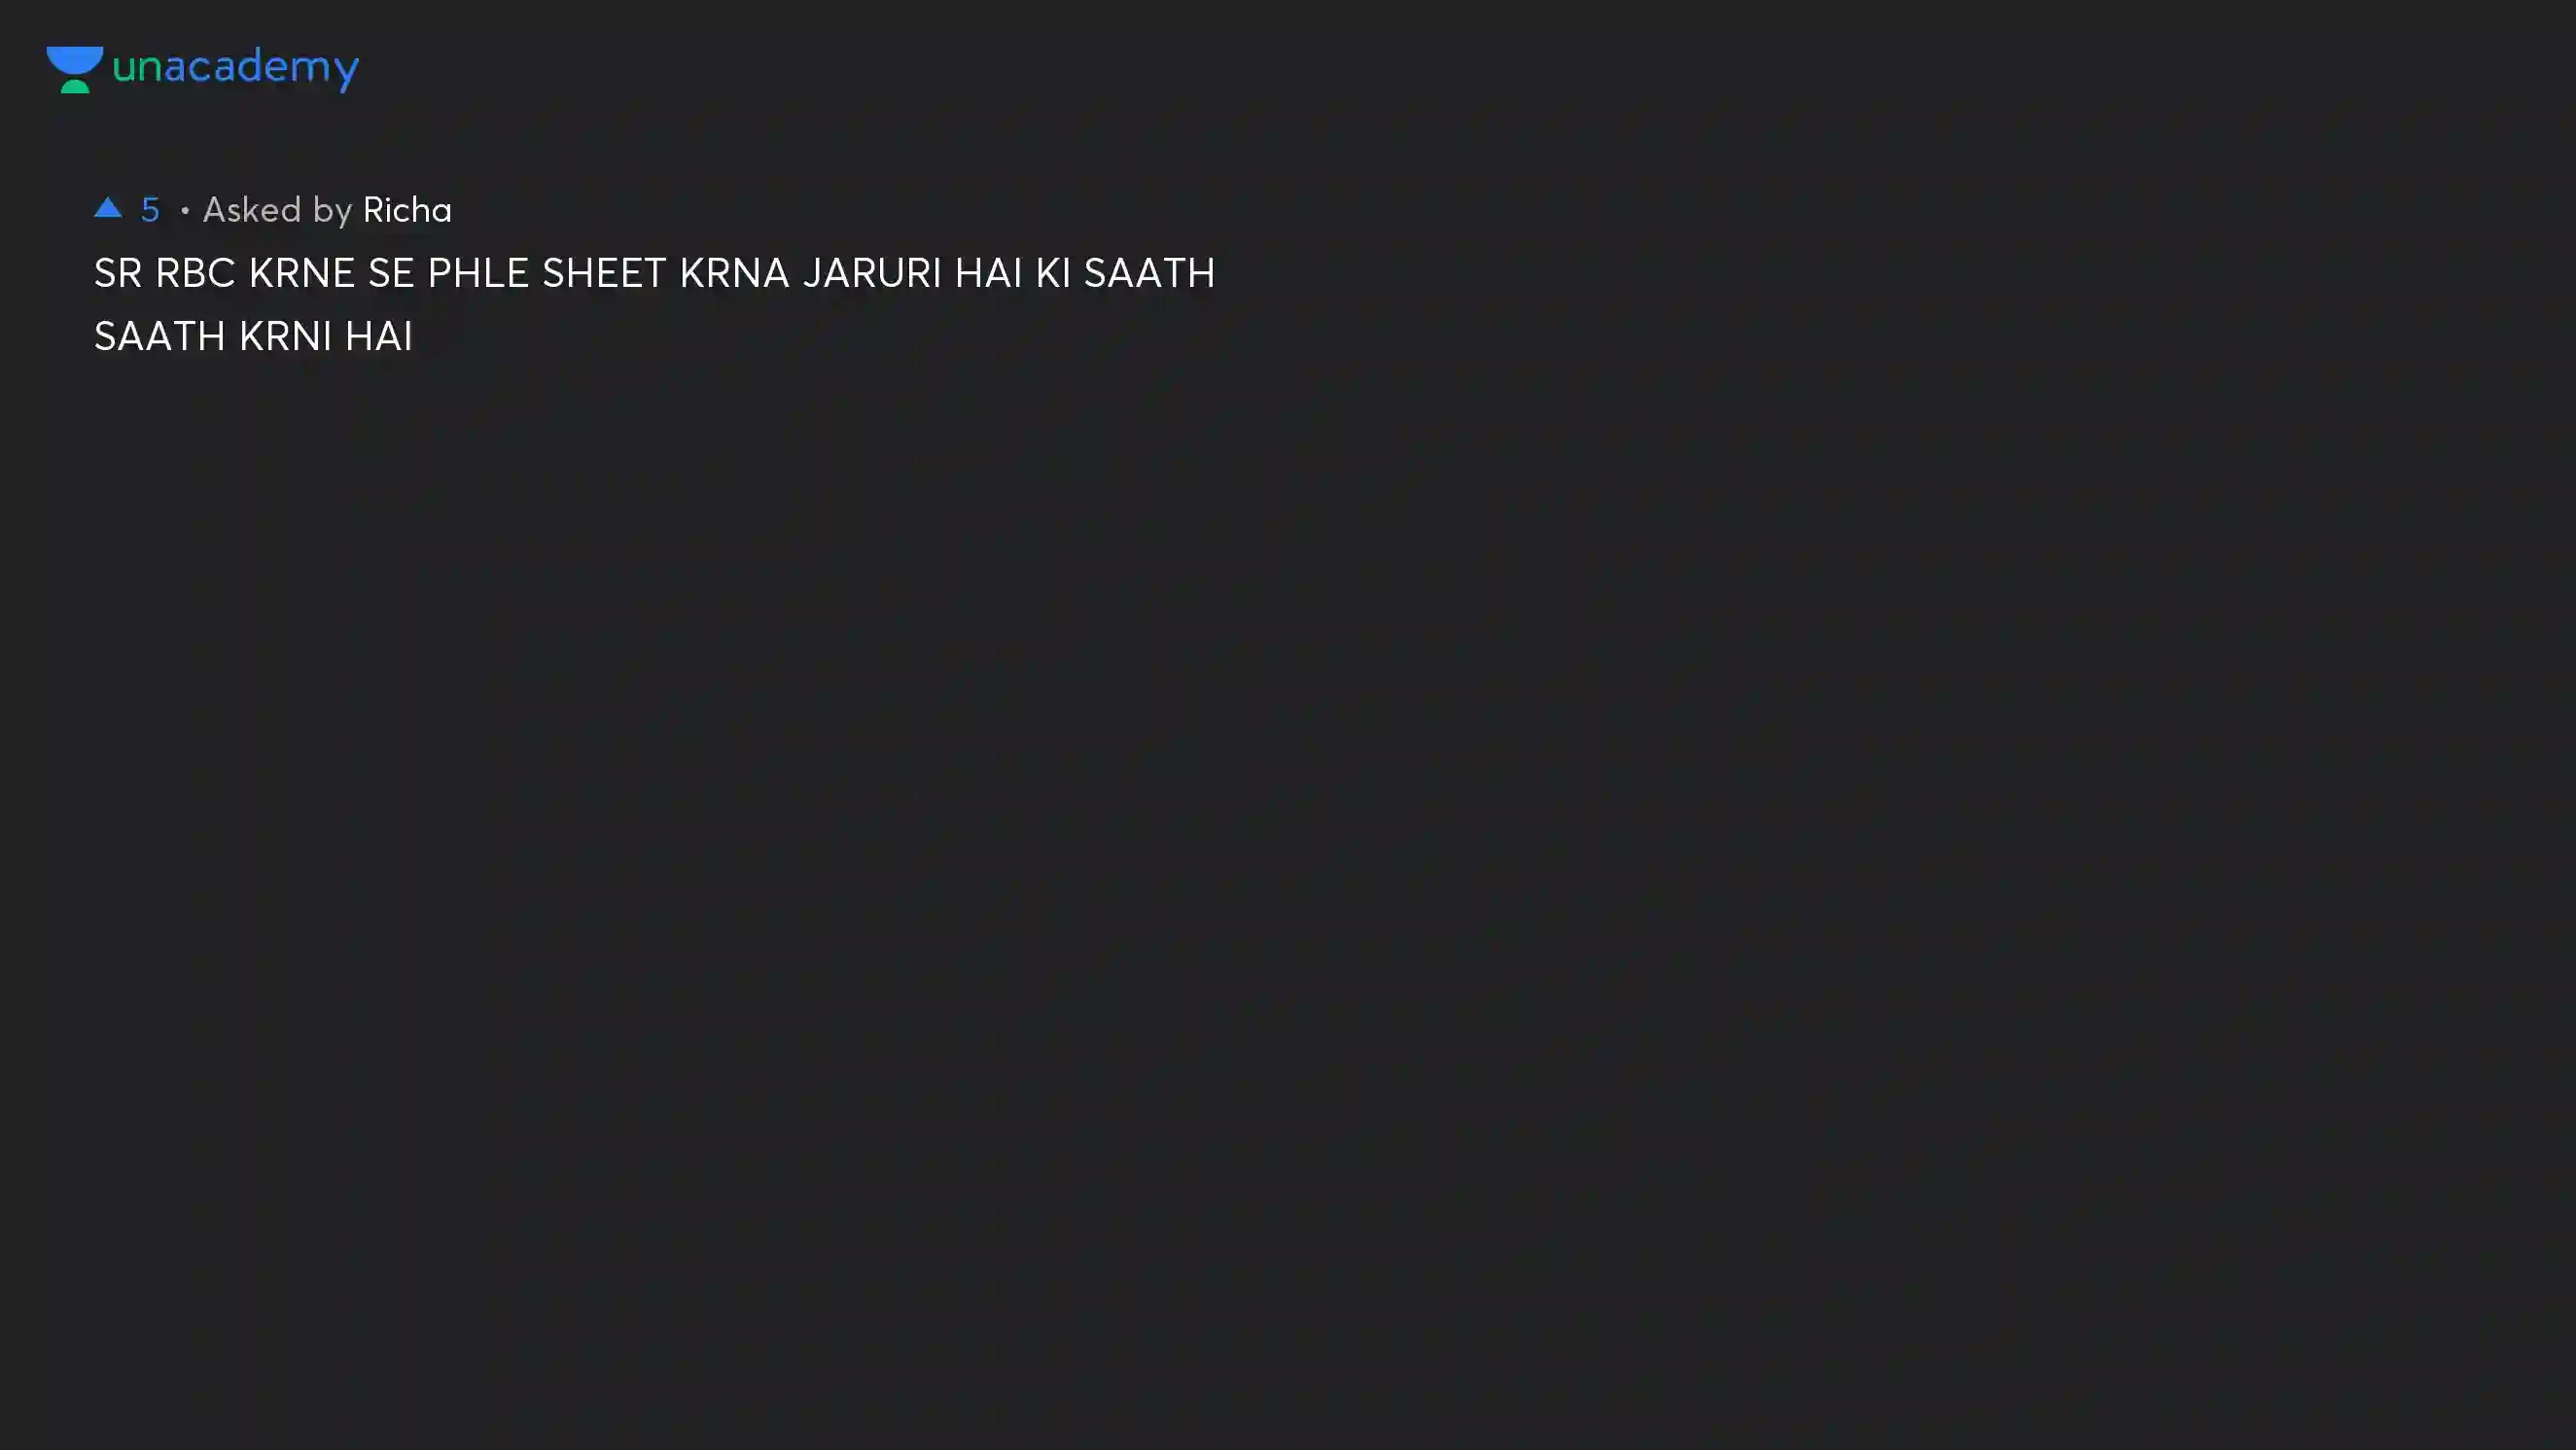 unacademy
▲ 5 • Asked by Richa
SR RBC KRNE SE PHLE SHEET KRNA JARURI HAI KI SAATH
SAATH KRNI HAI